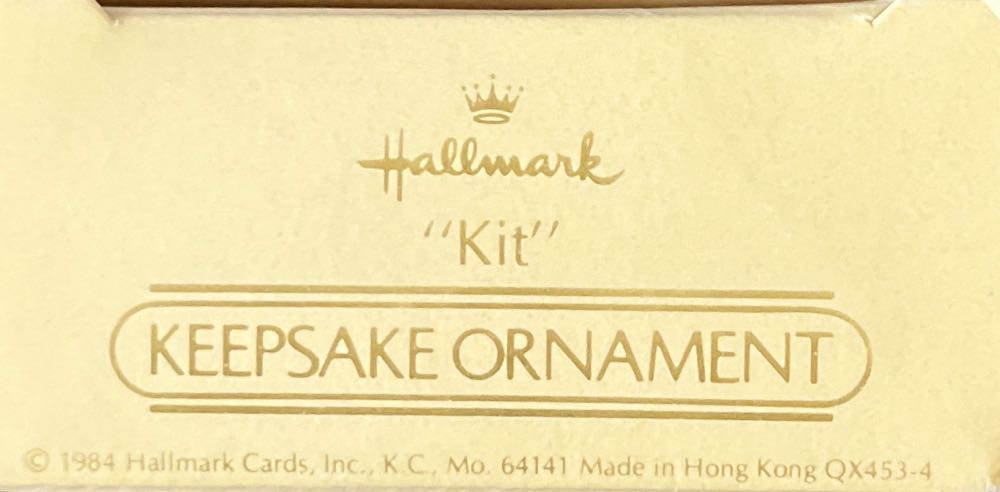 Hallmark
"Kit"
KEEPSAKE ORNAMENT
© 1984 Hallmark Cards, Inc., K.C., Mo. 64141 Made in Hong Kong QX453-4